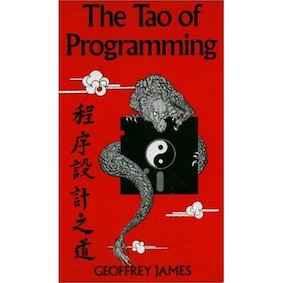 The Tao of
Programming
程序設計之道
GEOFFREY JAMES